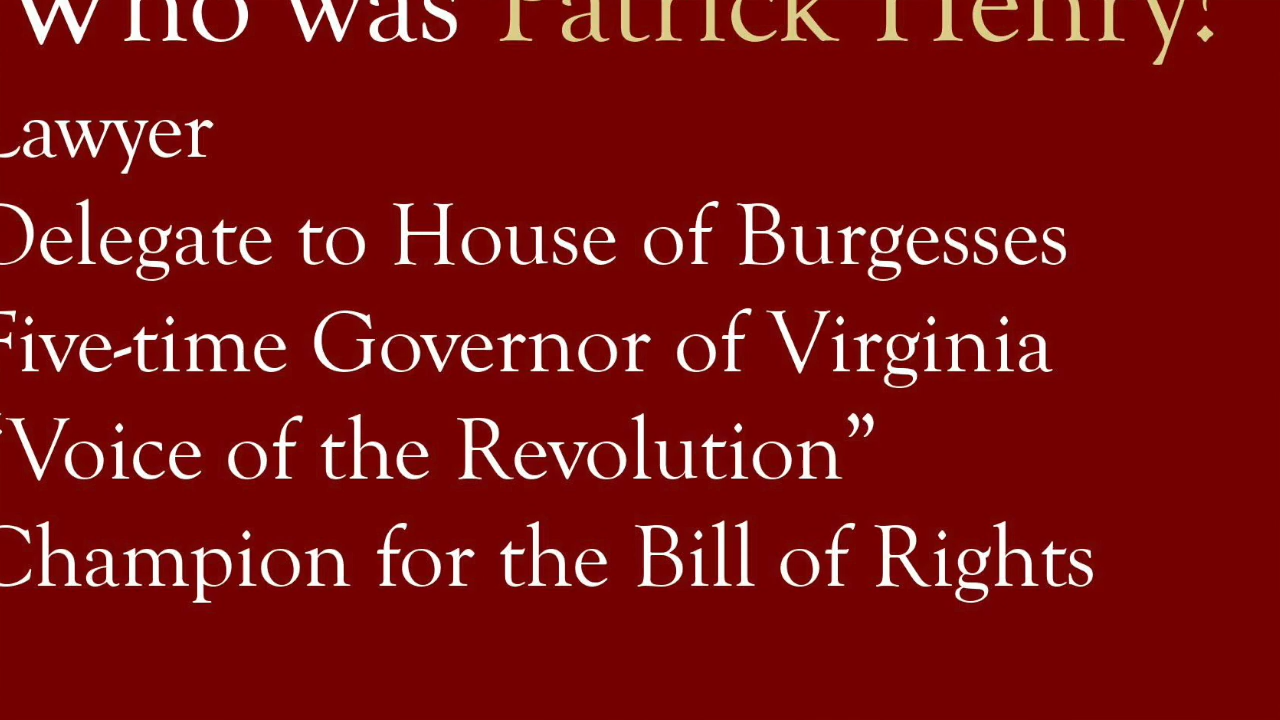 Who was Patrick Henry?
Lawyer
Delegate to House of Burgesses
Five-time Governor of Virginia
“Voice of the Revolution”
Champion for the Bill of Rights